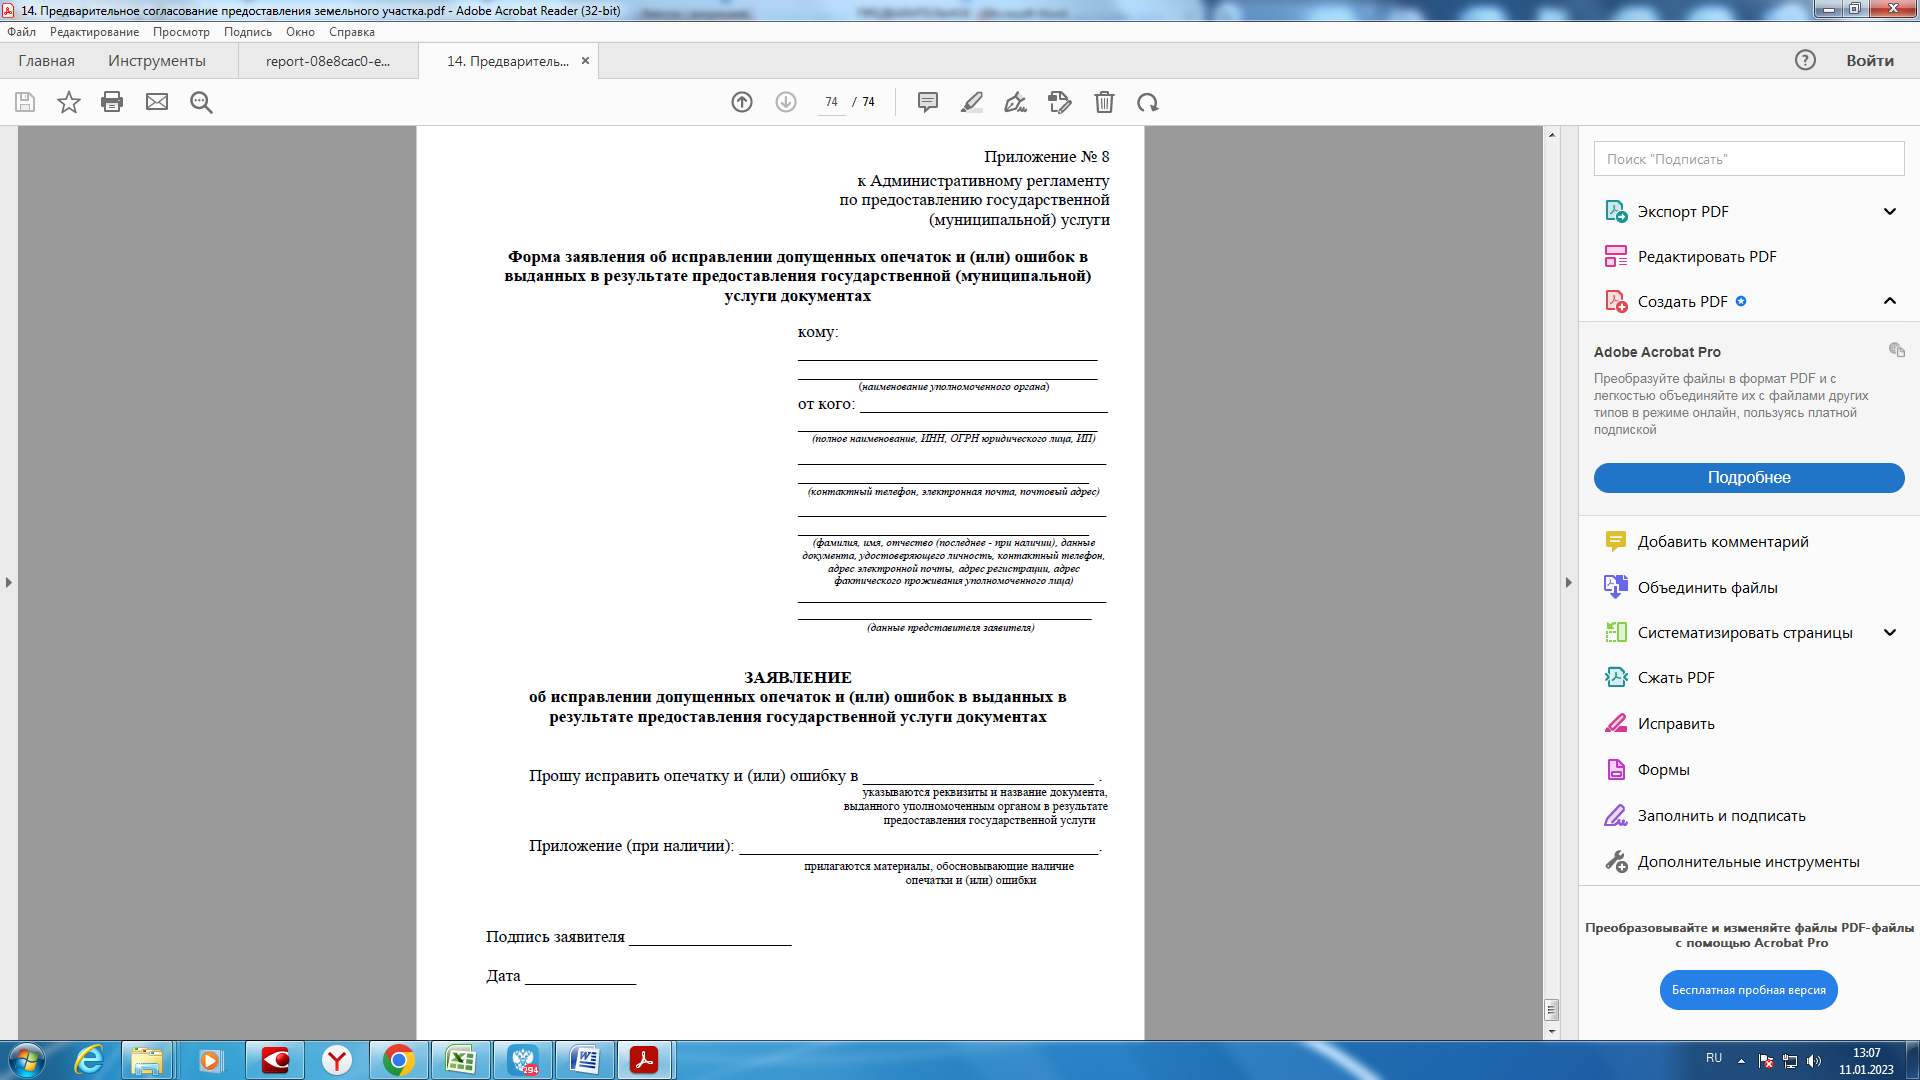 14. Предварительное согласование предоставления земельного участка.pdf - Adobe Acrobat Reader (32-bit)
Файл Редактирование Просмотр Подпись Окно Справка
Главная Инструменты report-08e8cac0-e... 14. Предваритель... ×
Войти
74 / 74
Приложение № 8
к Административному регламенту
по предоставлению государственной
(муниципальной) услуги
Форма заявления об исправлении допущенных опечаток и (или) ошибок в
выданных в результате предоставления государственной (муниципальной)
услуги документах
кому:
(наименование уполномоченного органа)
от кого:
(полное наименование, ИНН, ОГРН юридического лица, ИП)
(контактный телефон, электронная почта, почтовый адрес)
(фамилия, имя, отчество (последнее - при наличии), данные
документа, удостоверяющего личность, контактный телефон,
адрес электронной почты, адрес регистрации, адрес
фактического проживания уполномоченного лица)
(данные представителя заявителя)
ЗАЯВЛЕНИЕ
об исправлении допущенных опечаток и (или) ошибок в выданных в
результате предоставления государственной услуги документах
Прошу исправить опечатку и (или) ошибку в ____________________________ .
указываются реквизиты и название документа,
выданного уполномоченным органом в результате
предоставления государственной услуги
Приложение (при наличии): ____________________________________________.
прилагаются материалы, обосновывающие наличие
опечатки и (или) ошибки
Подпись заявителя ____________________
Дата ______________
Поиск "Подписать"
Экспорт PDF
Редактировать PDF
Создать PDF
Adobe Acrobat Pro
Преобразуйте файлы в формат PDF и с
легкостью объединяйте их с файлами других
типов в режиме онлайн, пользуясь платной
подпиской
Подробнее
Добавить комментарий
Объединить файлы
Систематизировать страницы
Сжать PDF
Исправить
Формы
Заполнить и подписать
Дополнительные инструменты
Преобразовывайте и изменяйте файлы PDF-файлы
с помощью Acrobat Pro
Бесплатная пробная версия
294
RU
13:07
11.01.2023